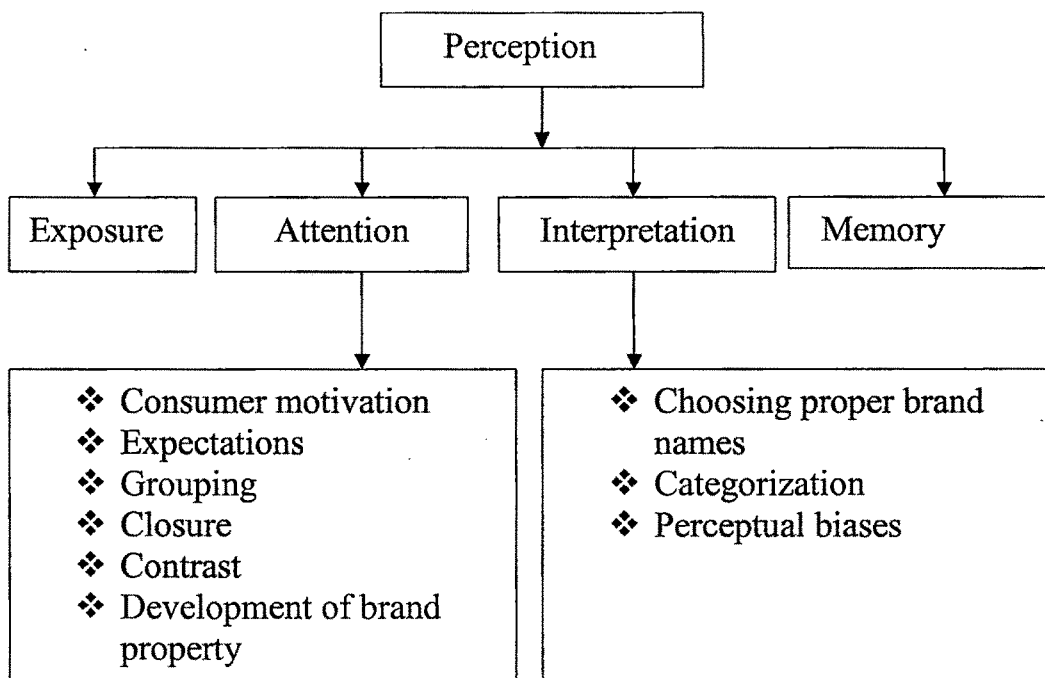 Perception
Exposure
Attention
Interpretation
Memory
❖ Consumer motivation
❖ Expectations
❖ Grouping
❖ Closure
❖ Contrast
❖ Development of brand
property
❖ Choosing proper brand
names
❖ Categorization
❖ Perceptual biases